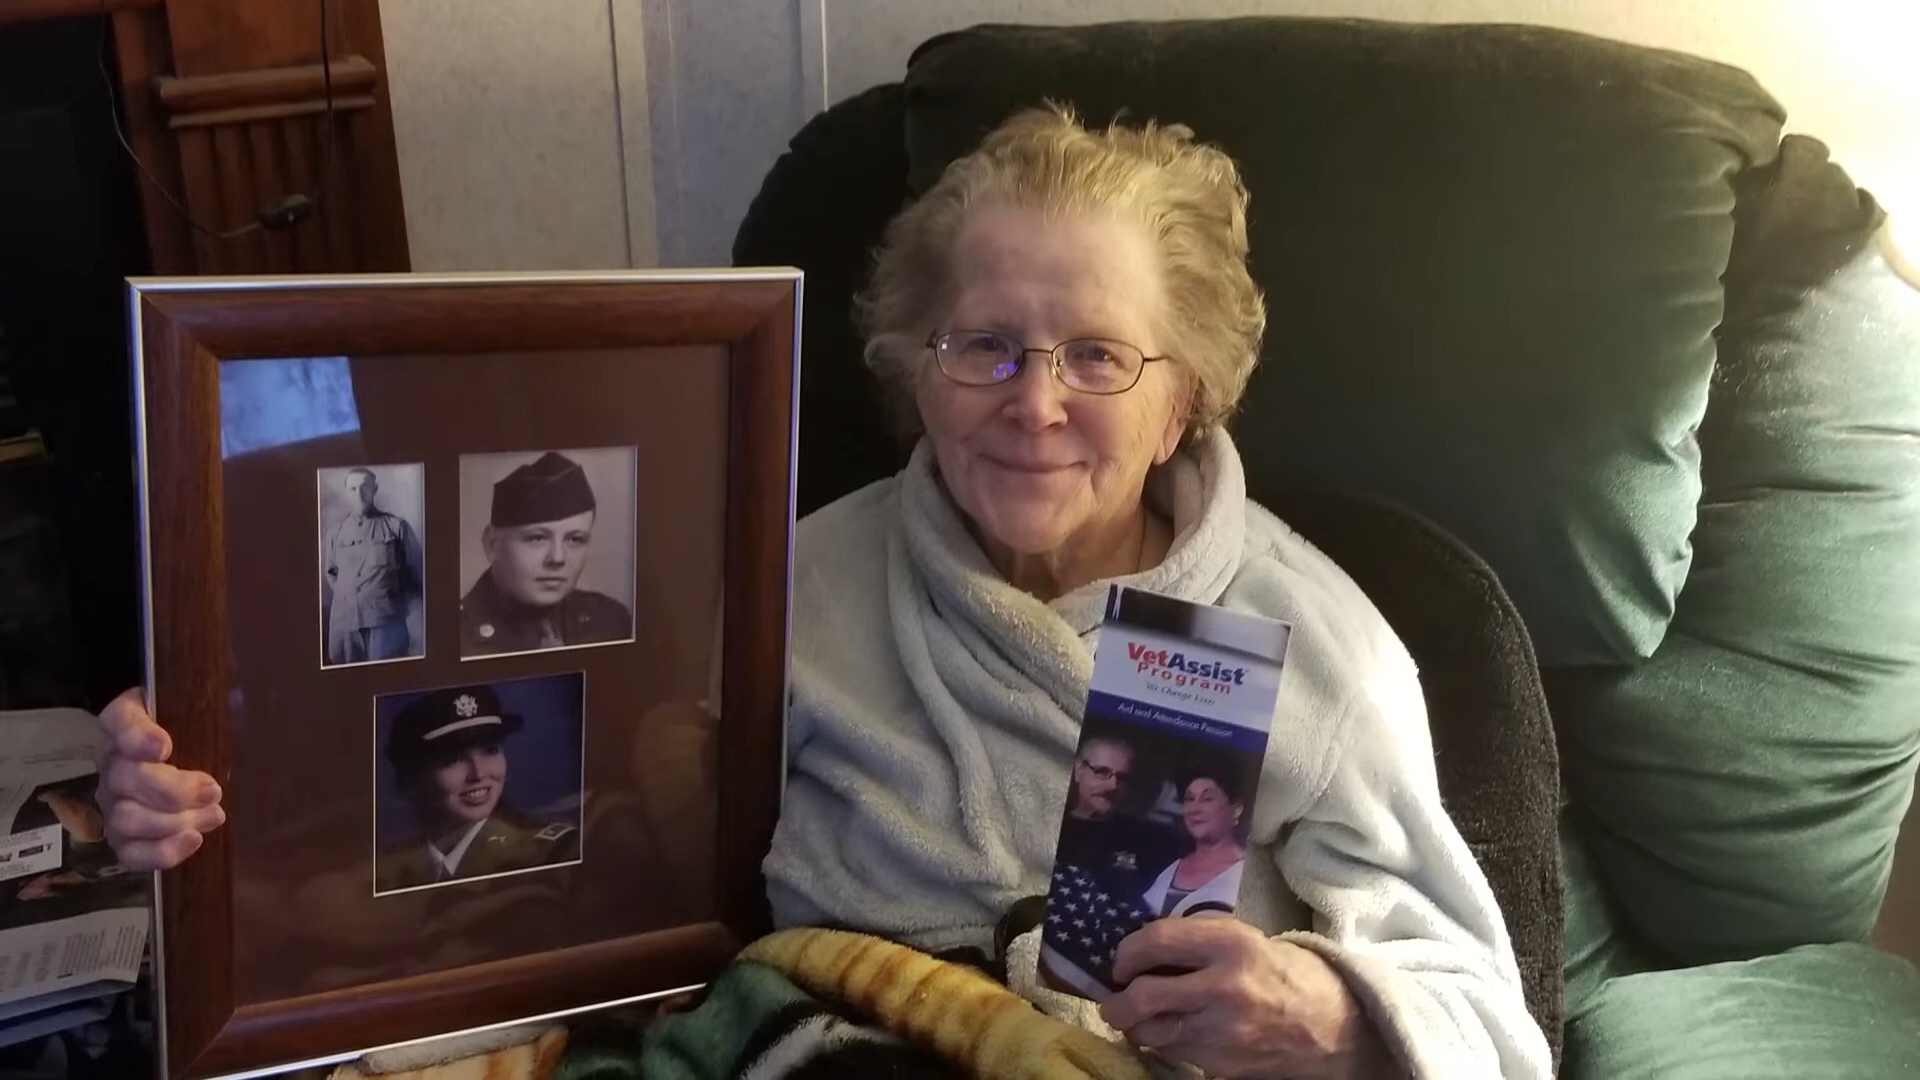 VetAssist
Program
We Change Lives
Aid and Attendance Pension